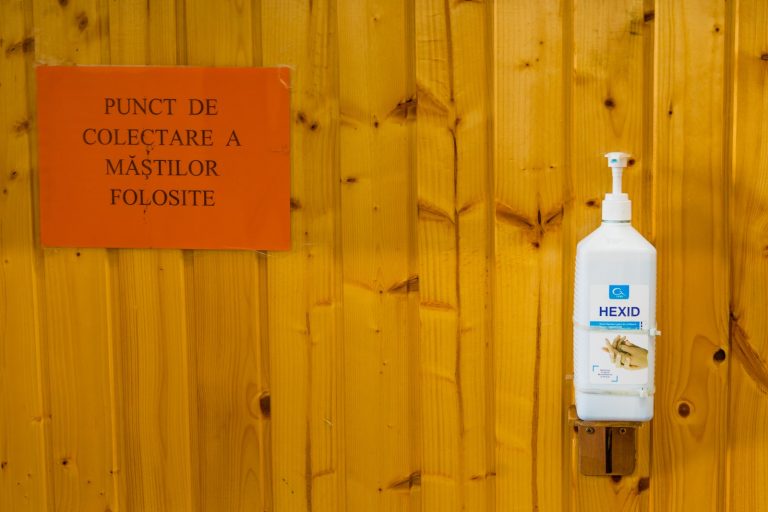 PUNCT DE
COLECTARE A
MĂȘTILOR
FOLOSITE
HEXID